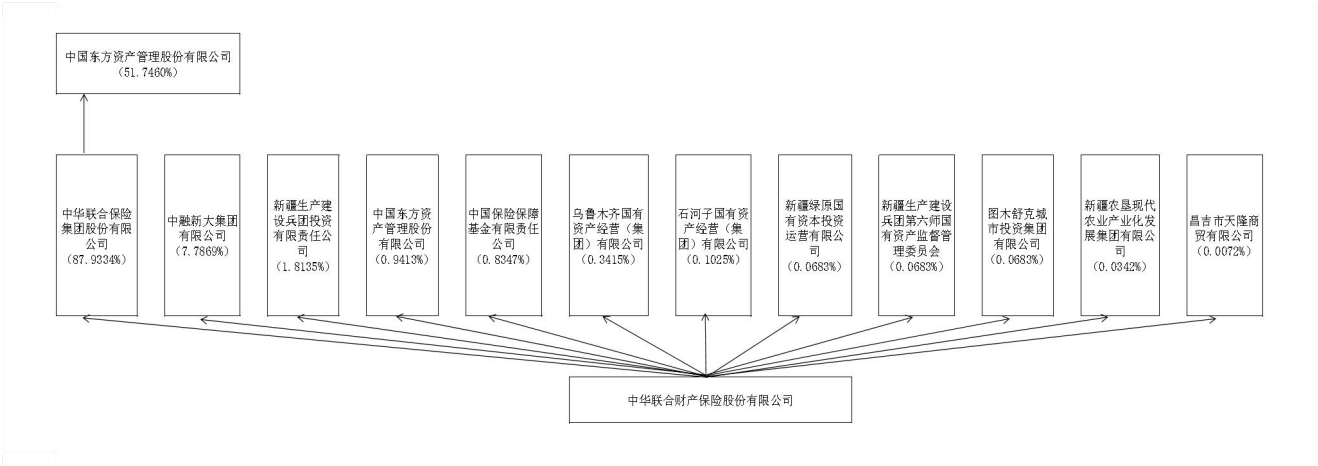 中国东方资产管理股份有限公司
（51.7460%）
中华联合保险
集团股份有限
公司
（87.9334%）
中融新大集团
有限公司
（7.7869%）
新疆生产建
设兵团投资
有限责任公
司
（1.8135%）
中国东方资
产管理股份
有限公司
（0.9413%）
中国保险保障
基金有限责任
公司
（0.8347%）
乌鲁木齐国有
资产经营（集
团）有限公司
（0.3415%）
石河子国有资
产经营（集
团）有限公司
（0.1025%）
新疆绿原国
有资本投资
运营有限公
司
（0.0683%）
新疆生产建设
兵团第六师国
有资产监督管
理委员会
（0.0683%）
图木舒克城
市投资集团
有限公司
（0.0683%）
新疆农垦现代
农业产业化发
展集团有限公
司
（0.0342%）
昌吉市天隆商
贸有限公司
（0.0072%）
中华联合财产保险股份有限公司